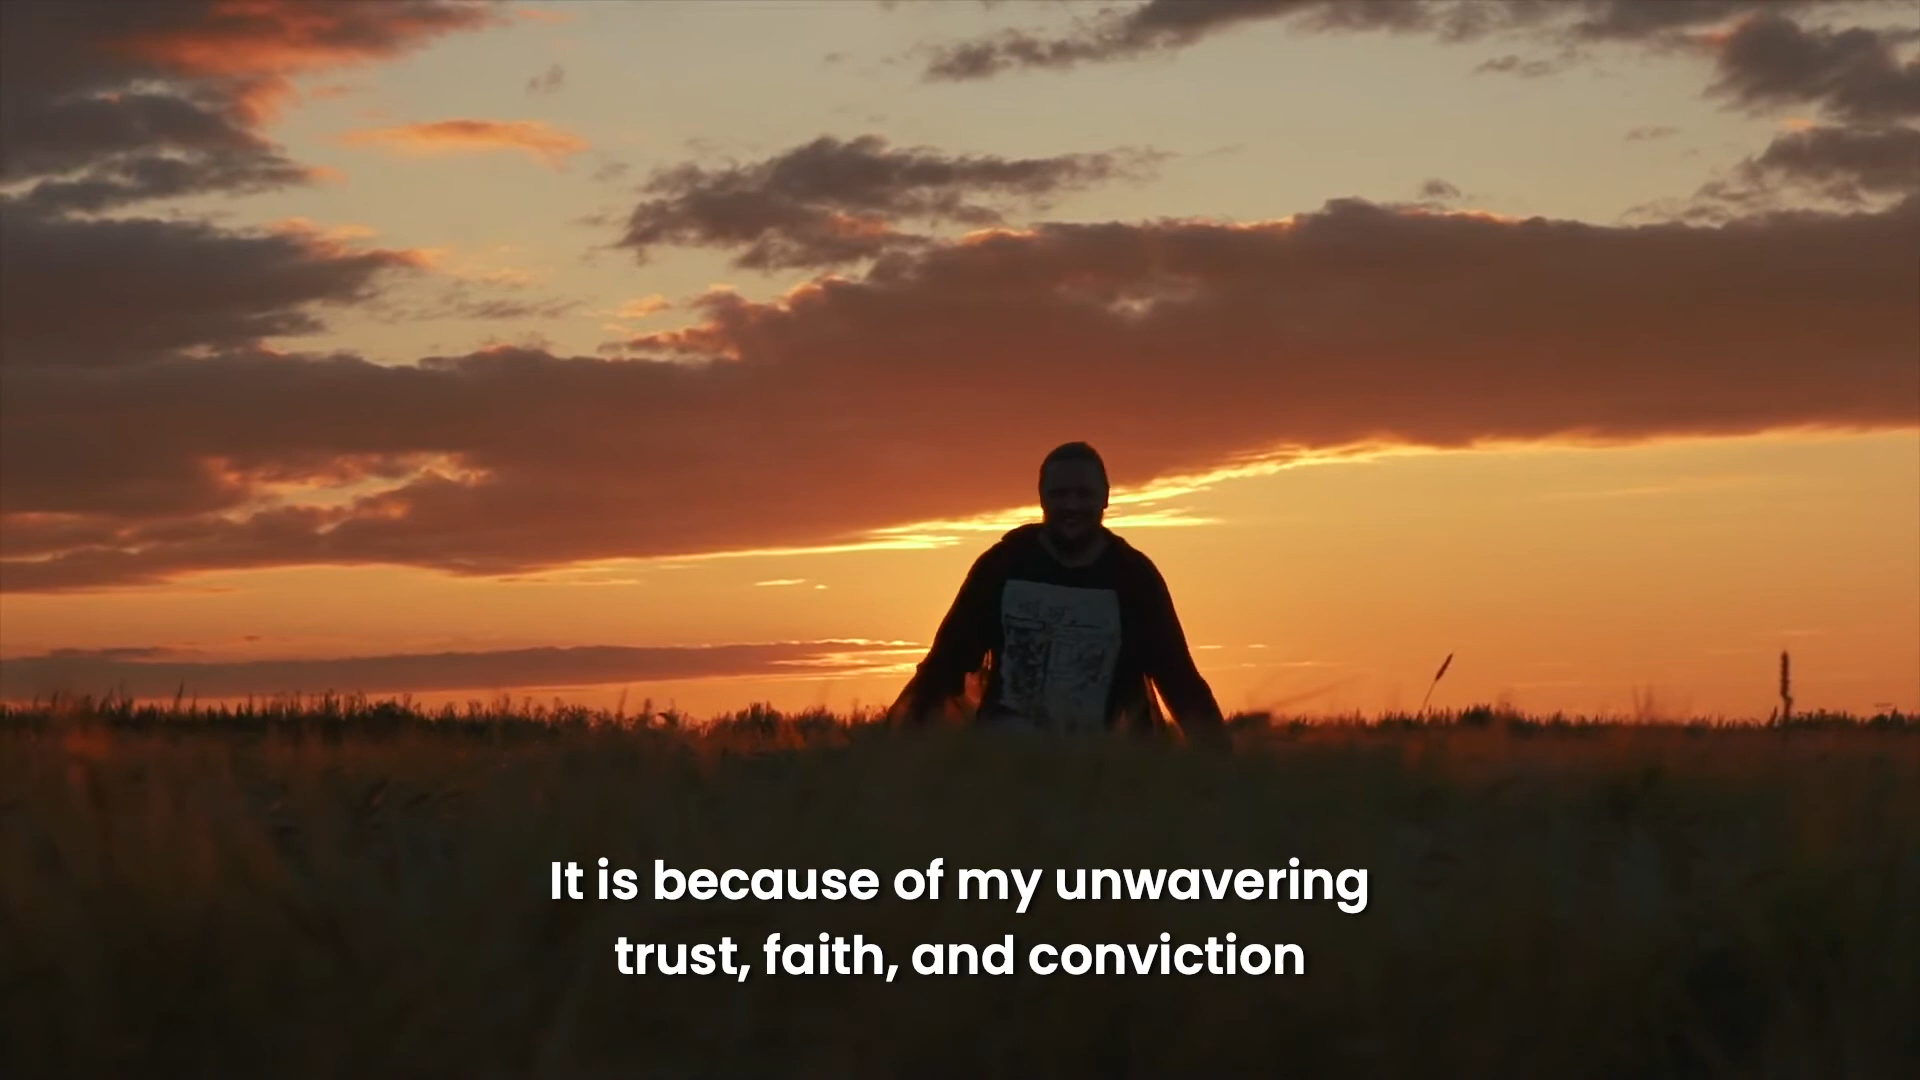 It is because of my unwavering
trust, faith, and conviction